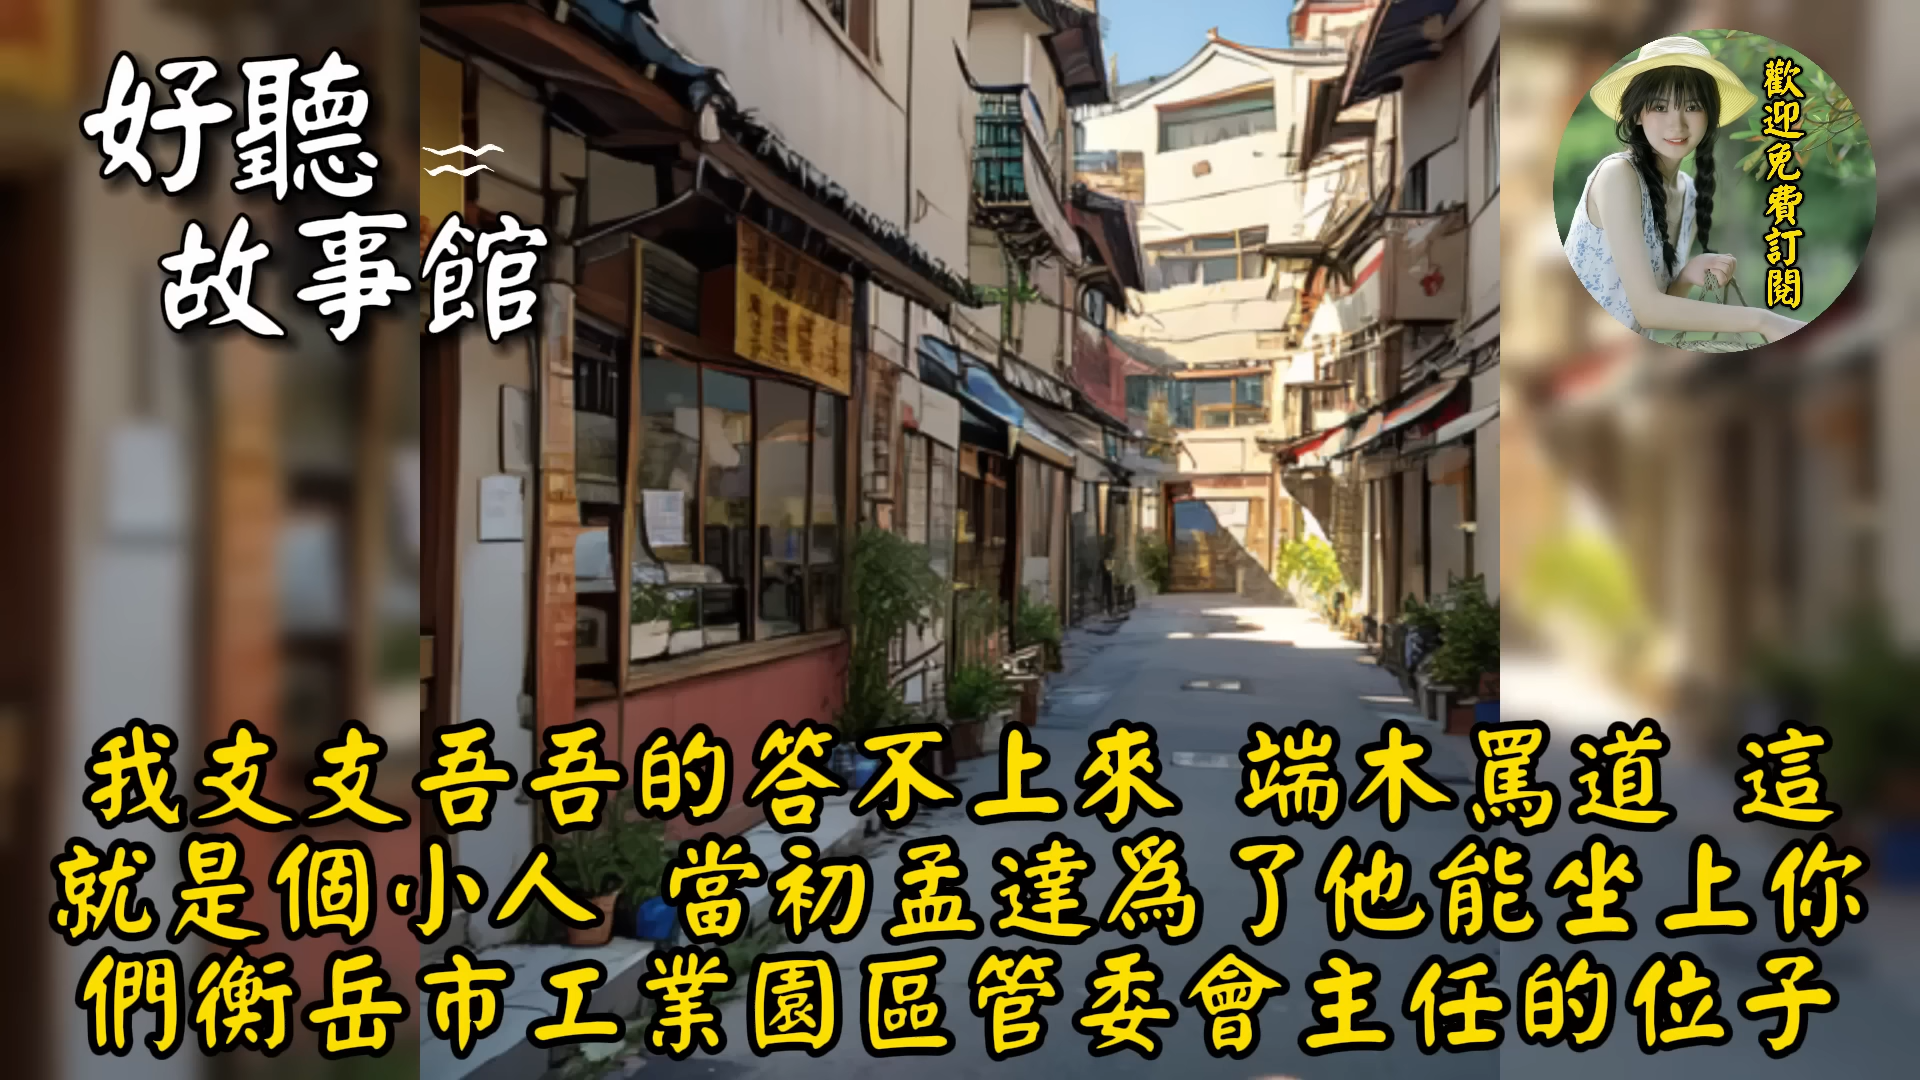 好聽
故事館
歡迎免費訂閱
我支支吾吾的答不上來 端木罵道 這
就是個小人 當初孟達爲了他能坐上你
們衡岳市工業園區管委會主任的位子